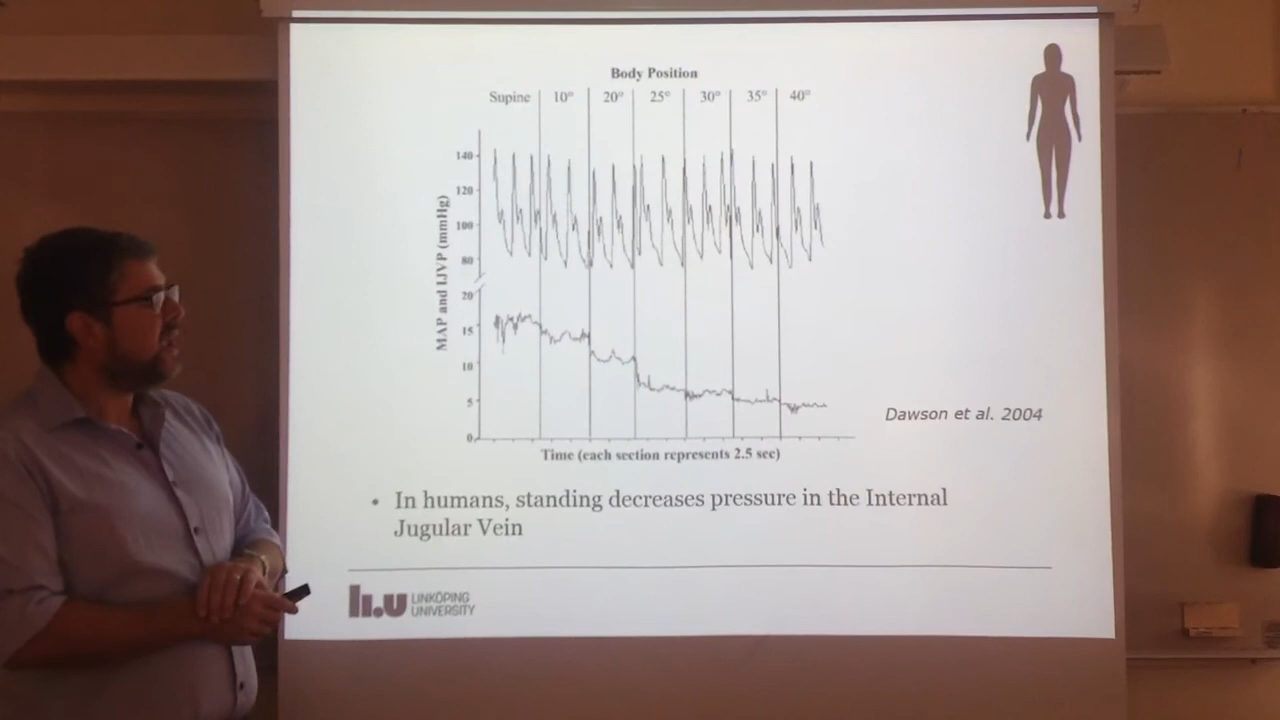 Body Position
Supine 10° 20° 25° 30° 35° 40°
MAP and IJVP (mmHg)
140
120
100
80
20
15
10
5
0
Time (each section represents 2.5 sec)
Dawson et al. 2004
• In humans, standing decreases pressure in the Internal
Jugular Vein
li.u LINKÖPING
UNIVERSITY